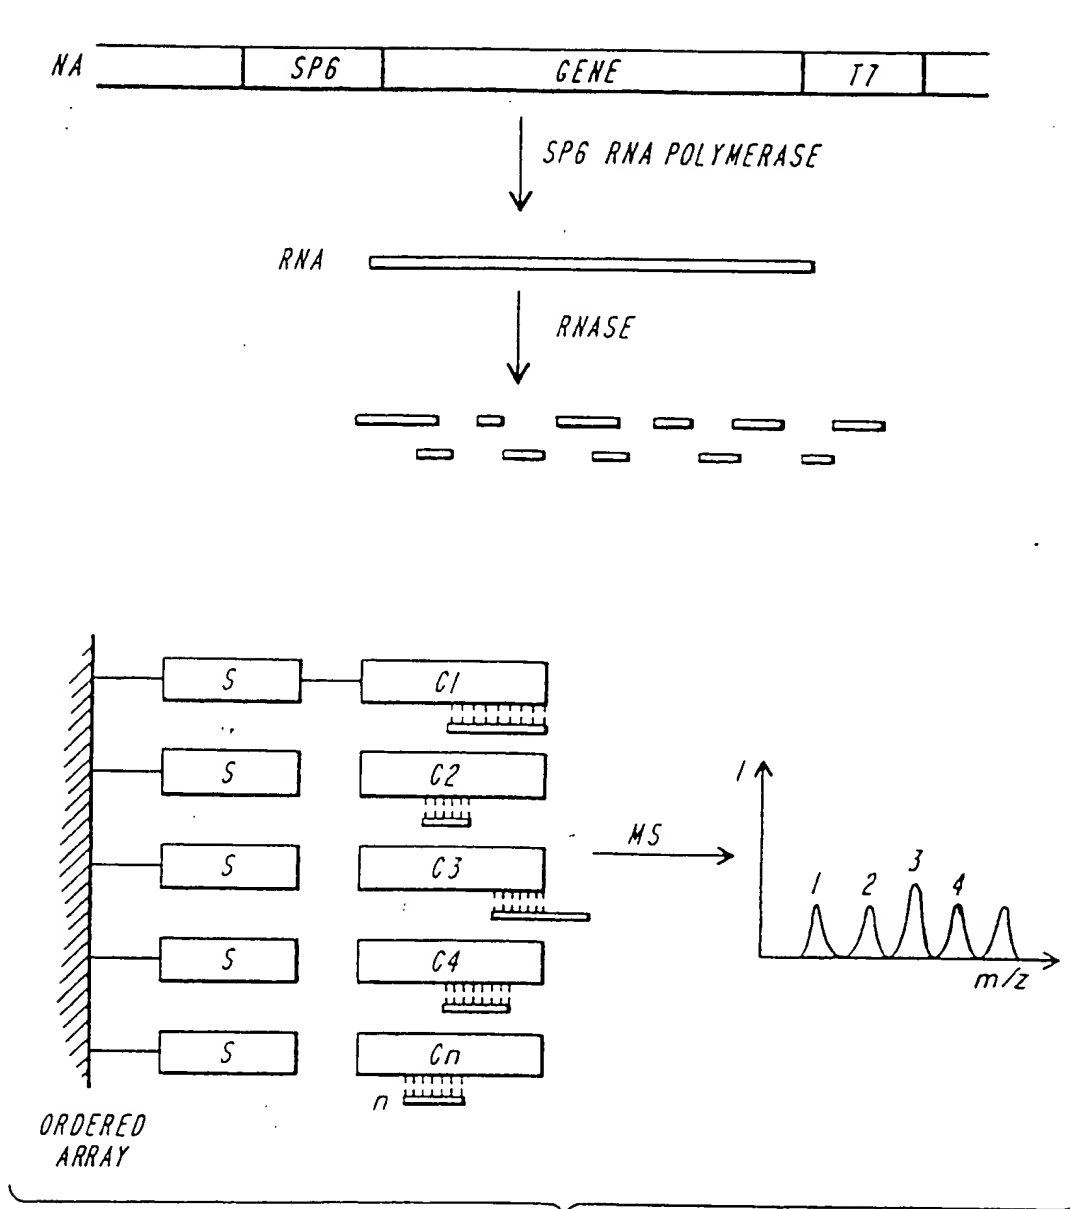 NA SP6 GENE T7
SP6 RNA POLYMERASE
RNA
RNASE
S C1
S C2
S C3
S C4
S Cn
n
ORDERED
ARRAY
MS
I
1 2 3 4
m/z